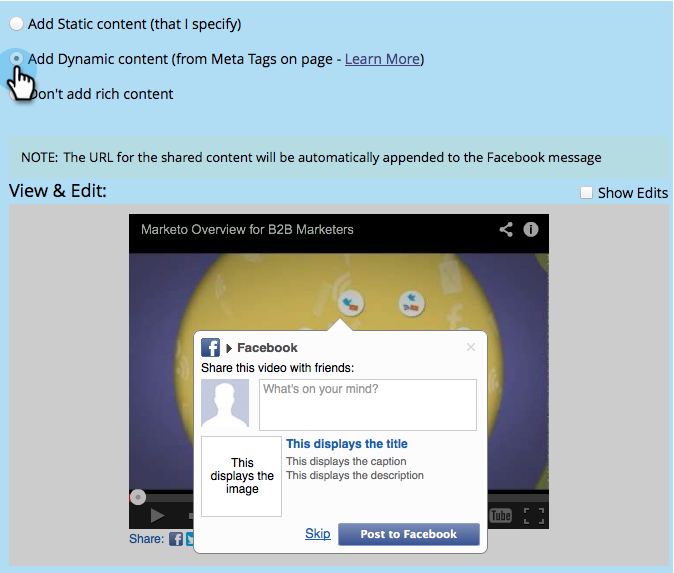 Add Static content (that I specify)
Add Dynamic content (from Meta Tags on page - Learn More)
Don't add rich content
NOTE: The URL for the shared content will be automatically appended to the Facebook message
View & Edit:
Show Edits
Marketo Overview for B2B Marketers
Facebook
Share this video with friends:
What's on your mind?
This displays the image
This displays the title
This displays the caption
This displays the description
You Tube
Share:
Skip
Post to Facebook